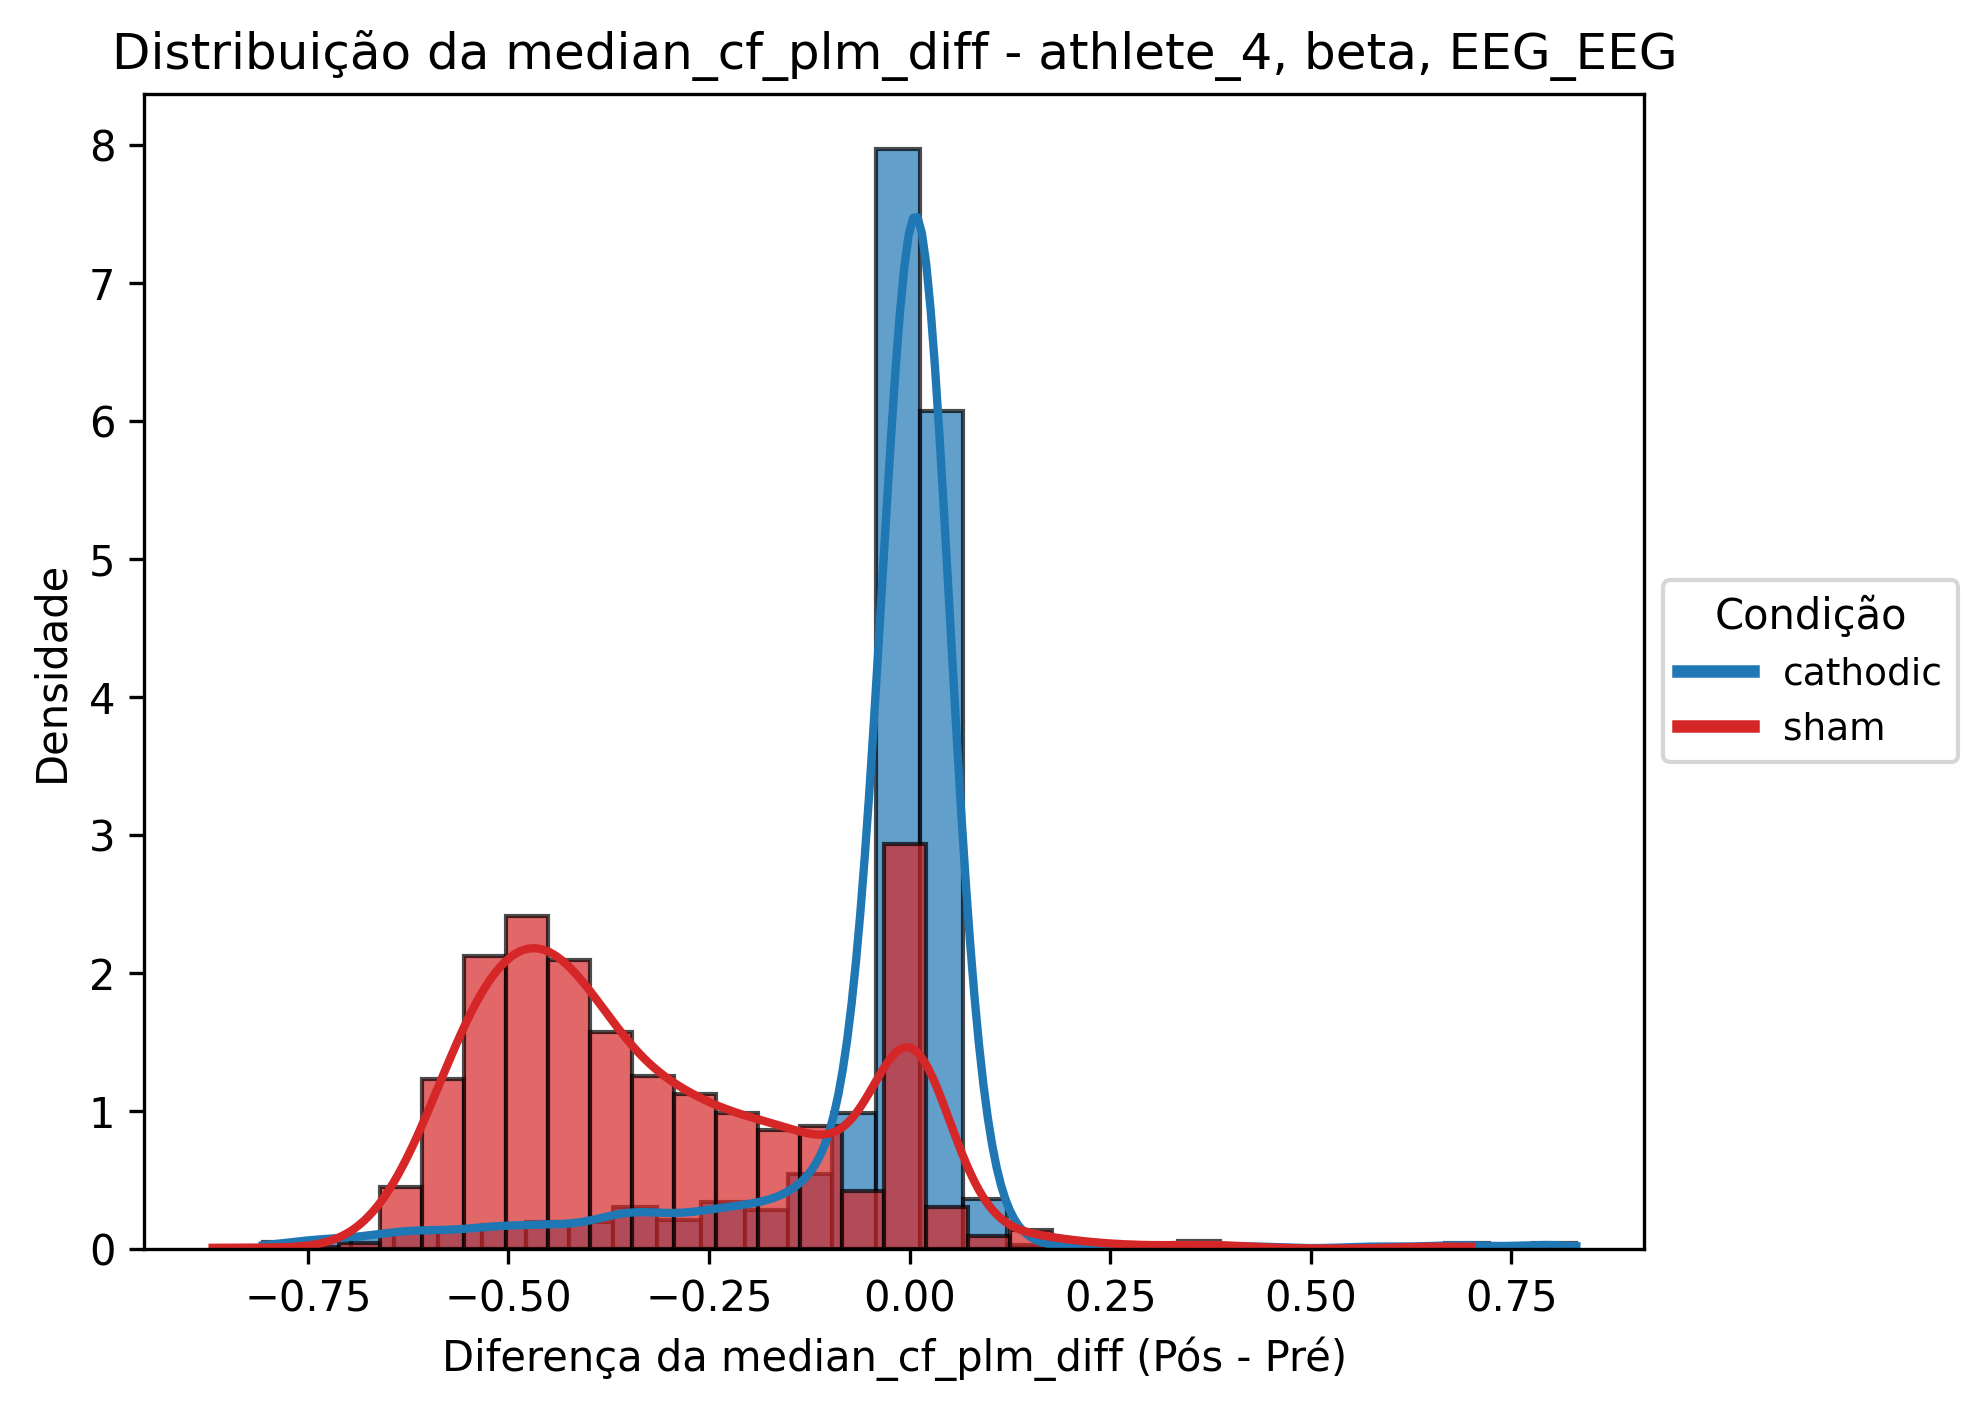 Distribuição da median_cf_plm_diff - athlete_4, beta, EEG_EEG
8
7
6
5
4
3
2
1
0
Densidade
−0.75 −0.50 −0.25 0.00 0.25 0.50 0.75
Diferença da median_cf_plm_diff (Pós - Pré)
Condição
cathodic
sham